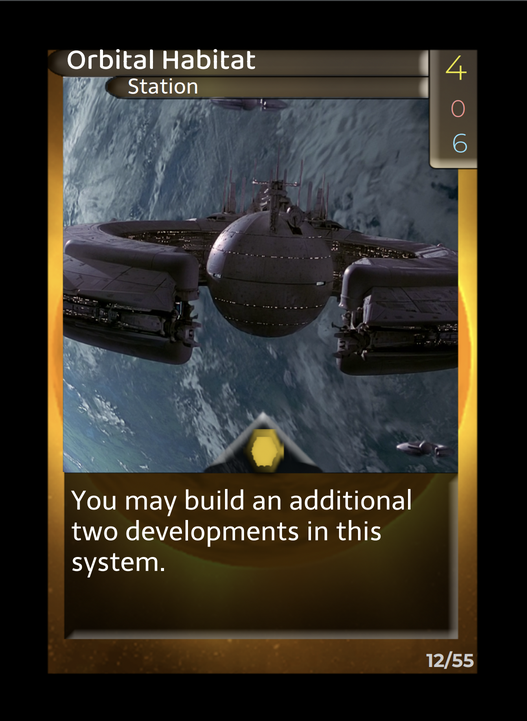 Orbital Habitat
Station
4
0
6
You may build an additional
two developments in this
system.
12/55